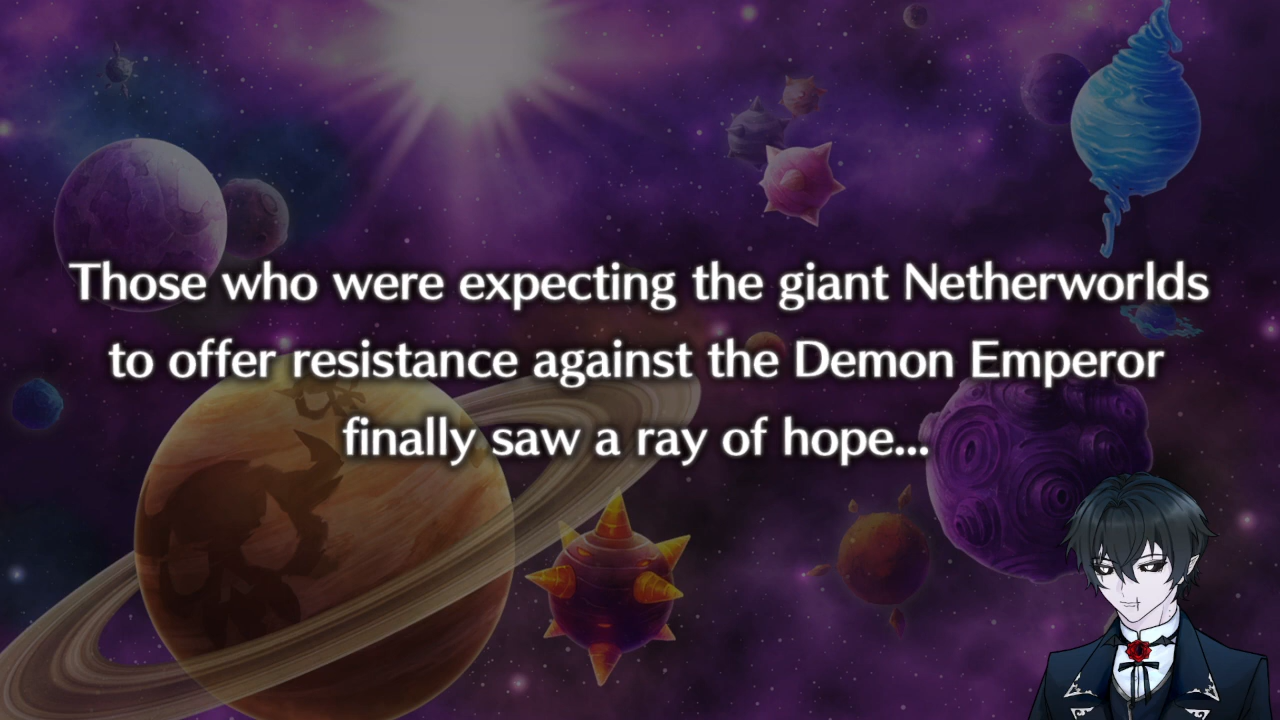 Those who were expecting the giant Netherworlds
to offer resistance against the Demon Emperor
finally saw a ray of hope...